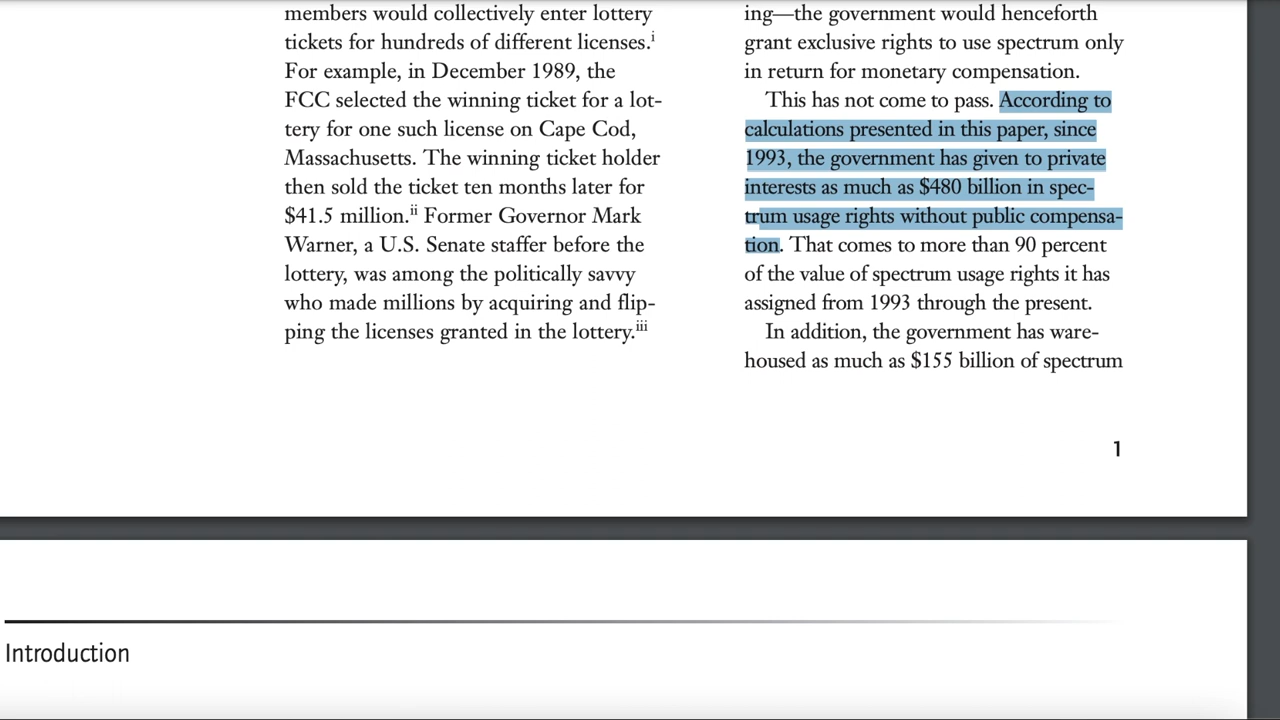 members would collectively enter lottery
tickets for hundreds of different licenses.i
For example, in December 1989, the
FCC selected the winning ticket for a lot-
tery for one such license on Cape Cod,
Massachusetts. The winning ticket holder
then sold the ticket ten months later for
$41.5 million.ii Former Governor Mark
Warner, a U.S. Senate staffer before the
lottery, was among the politically savvy
who made millions by acquiring and flip-
ping the licenses granted in the lottery.iii
ing—the government would henceforth
grant exclusive rights to use spectrum only
in return for monetary compensation.
This has not come to pass. According to
calculations presented in this paper, since
1993, the government has given to private
interests as much as $480 billion in spec-
trum usage rights without public compensa-
tion. That comes to more than 90 percent
of the value of spectrum usage rights it has
assigned from 1993 through the present.
In addition, the government has ware-
housed as much as $155 billion of spectrum
1
Introduction